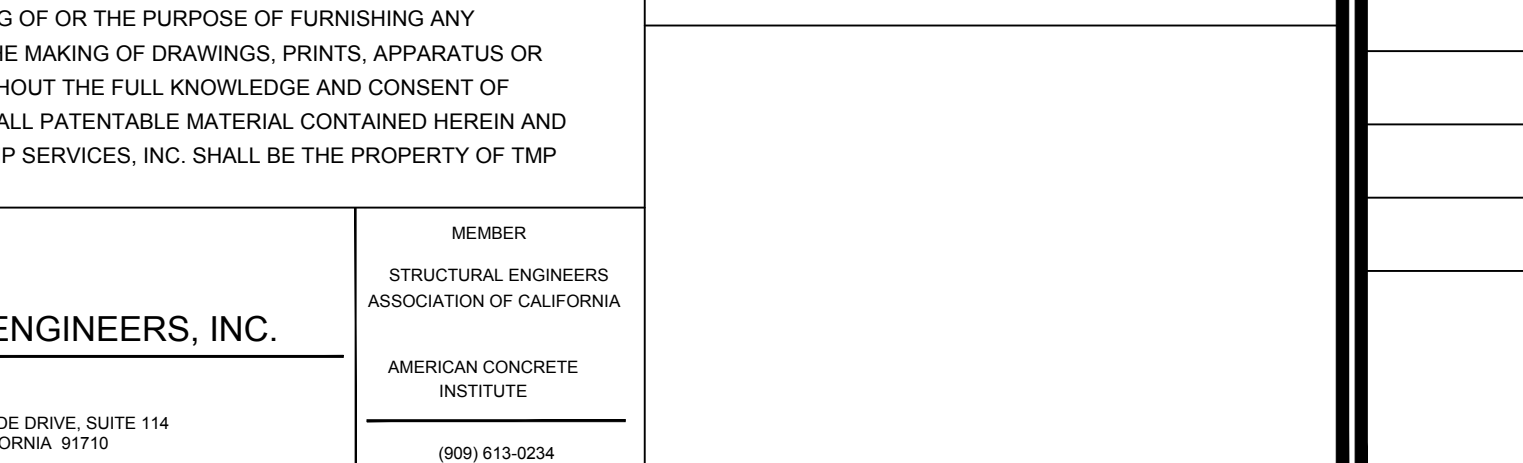 G OF OR THE PURPOSE OF FURNISHING ANY
HE MAKING OF DRAWINGS, PRINTS, APPARATUS OR
HOUT THE FULL KNOWLEDGE AND CONSENT OF
ALL PATENTABLE MATERIAL CONTAINED HEREIN AND
P SERVICES, INC. SHALL BE THE PROPERTY OF TMP
ENGINEERS, INC.
DE DRIVE, SUITE 114
ORNIA 91710
MEMBER
STRUCTURAL ENGINEERS
ASSOCIATION OF CALIFORNIA
AMERICAN CONCRETE
INSTITUTE
(909) 613-0234